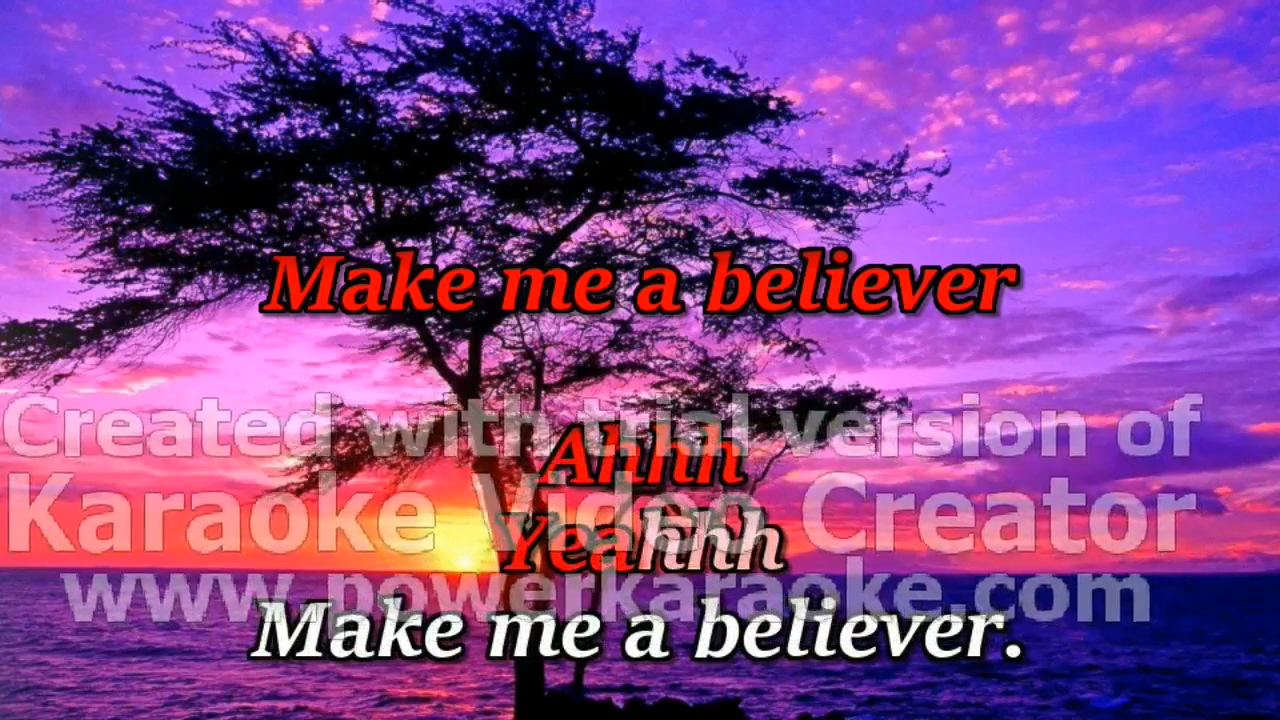 Make me a believer
Created with trial version of
Ahhh
Karaoke Video Creator
Yeahhh
www.powerkaraoke.com
Make me a believer.